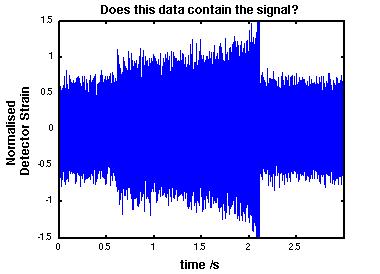 Does this data contain the signal?
1.5
1
0.5
0
-0.5
-1
-1.5
Normalised
Detector Strain
0 0.5 1 1.5 2 2.5
time /s